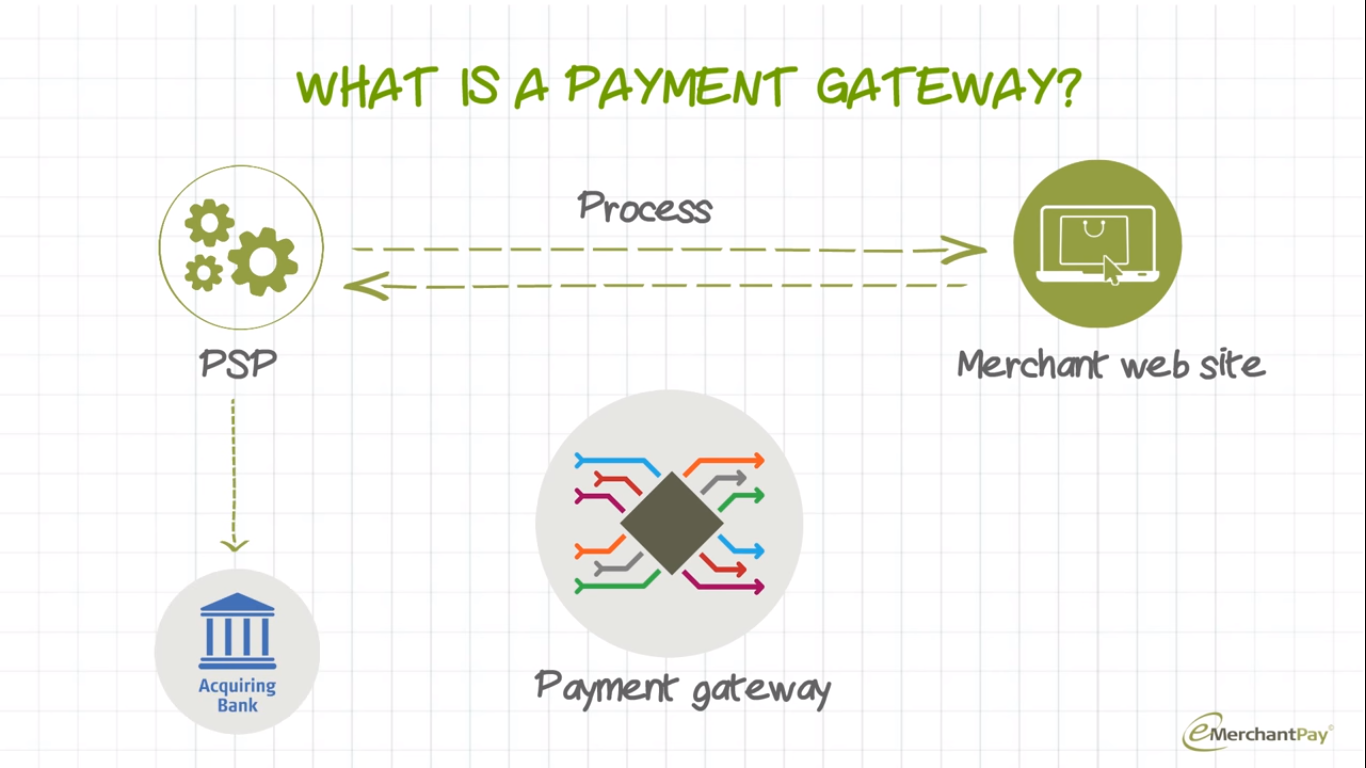 WHAT IS A PAYMENT GATEWAY?
Process
PSP
Merchant web site
Acquiring
Bank
Payment gateway
eMerchantPay©